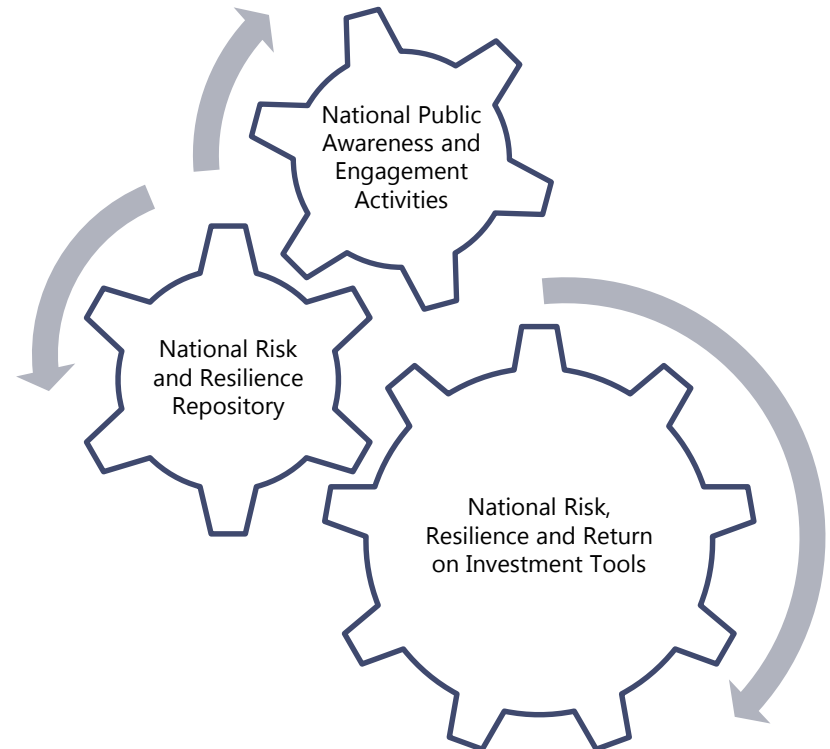 National Public
Awareness and
Engagement
Activities
National Risk
and Resilience
Repository
National Risk,
Resilience and Return
on Investment Tools